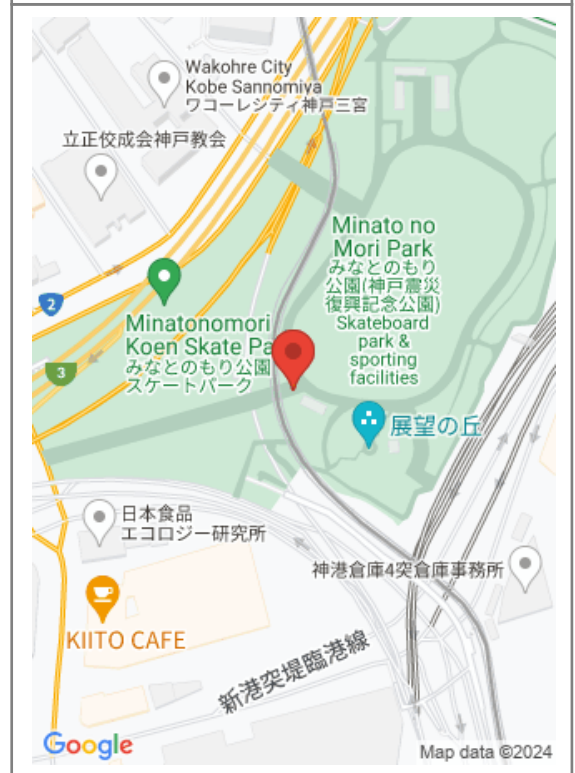 Wakohre City
Kobe Sannomiya
ワコーレシティ神戸三宮
立正佼成会神戸教会
Minato no
Mori Park
みなとのもり
公園(神戸震災
復興記念公園)
Skateboard
park &
sporting
facilities
2
Minatonomori
Koen Skate Pa
みなとのもり公園
スケートパーク
3
展望の丘
日本食品
エコロジー研究所
神港倉庫4突倉庫事務所
KIITO CAFE
新港突堤臨港線
Google
Map data ©2024